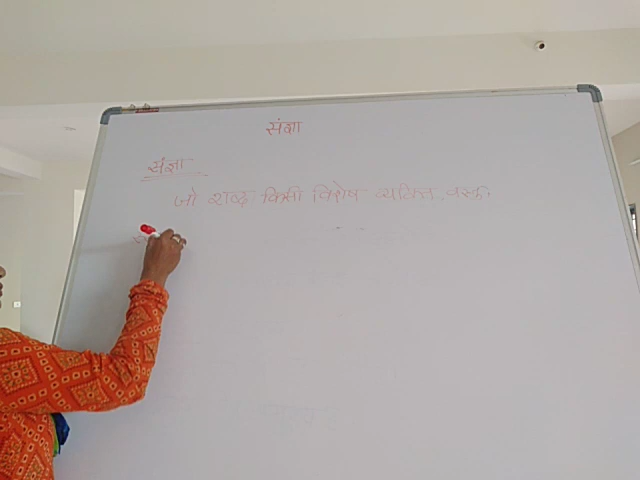 संज्ञा
संज्ञा
जो शब्द किसी विशेष व्यक्ति, वस्तु,